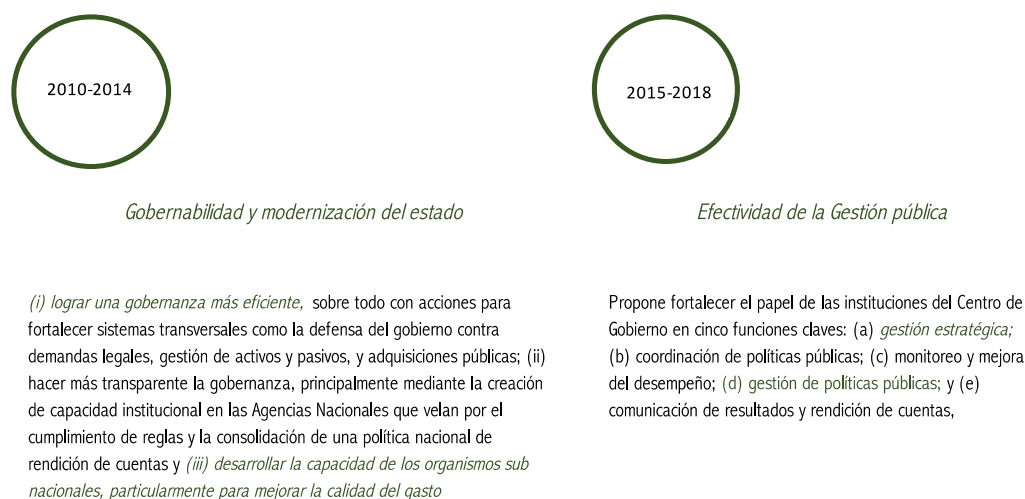 2010-2014
Gobernabilidad y modernización del estado
(i) lograr una gobernanza más eficiente, sobre todo con acciones para
fortalecer sistemas transversales como la defensa del gobierno contra
demandas legales, gestión de activos y pasivos, y adquisiciones públicas; (ii)
hacer más transparente la gobernanza, principalmente mediante la creación
de capacidad institucional en las Agencias Nacionales que velan por el
cumplimiento de reglas y la consolidación de una política nacional de
rendición de cuentas y (iii) desarrollar la capacidad de los organismos sub
nacionales, particularmente para mejorar la calidad del gasto
2015-2018
Efectividad de la Gestión pública
Propone fortalecer el papel de las instituciones del Centro de
Gobierno en cinco funciones claves: (a) gestión estratégica;
(b) coordinación de políticas públicas; (c) monitoreo y mejora
del desempeño; (d) gestión de políticas públicas; y (e)
comunicación de resultados y rendición de cuentas,